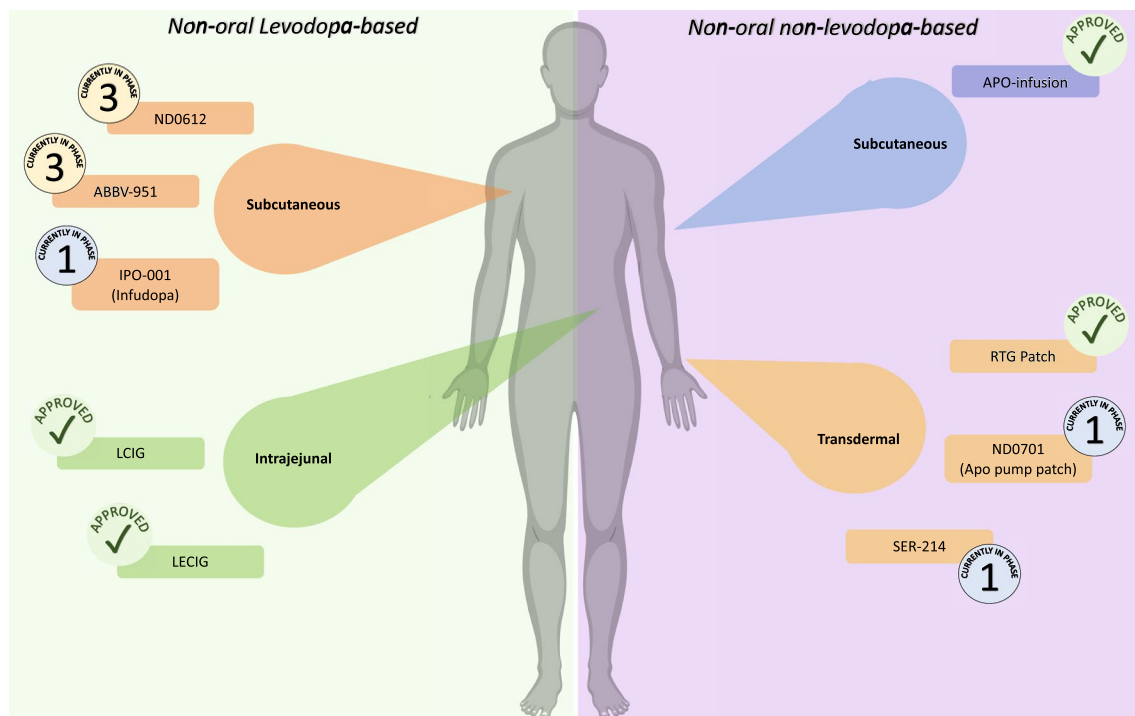 Non-oral Levodopa-based
CURRENTLY IN PHASE
3
ND0612
CURRENTLY IN PHASE
3
ABBV-951
Subcutaneous
CURRENTLY IN PHASE
1
IPO-001
(Infudopa)
APPROVED
LCIG
Intrajejunal
APPROVED
LECIG
Non-oral non-levodopa-based
APPROVED
APO-infusion
Subcutaneous
APPROVED
RTG Patch
CURRENTLY IN PHASE
1
Transdermal
ND0701
(Apo pump patch)
SER-214
CURRENTLY IN PHASE
1